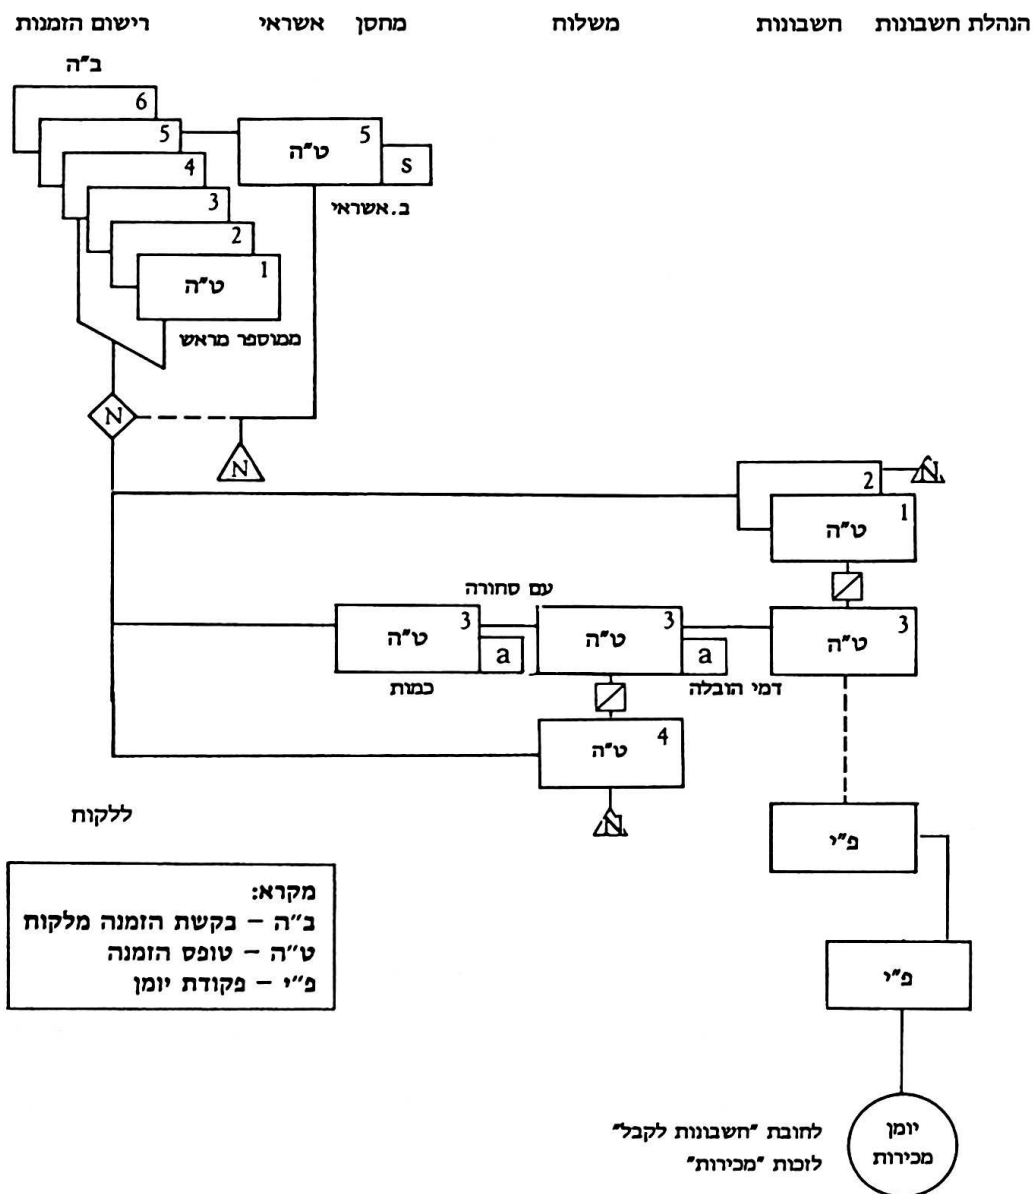 הנהלת חשבונות
חשבונות
משלוח
מחסן
אשראי
רישום הזמנות
ב״ה
6
5
4
3
2
1
ט״ה
ממוספר מראש
5
ט״ה
s
ב.אשראי
N
N
2
N
1
ט״ה
עם סחורה
3
ט״ה
a
כמות
3
ט״ה
a
דמי הובלה
3
ט״ה
4
ט״ה
N
ללקוח
פ״י
מקרא:
ב״ה – בקשת הזמנה מלקוח
ט״ה – טופס הזמנה
פ״י – פקודת יומן
פ״י
יומן
מכירות
לחובת ״חשבונות לקבל״
לזכות ״מכירות״